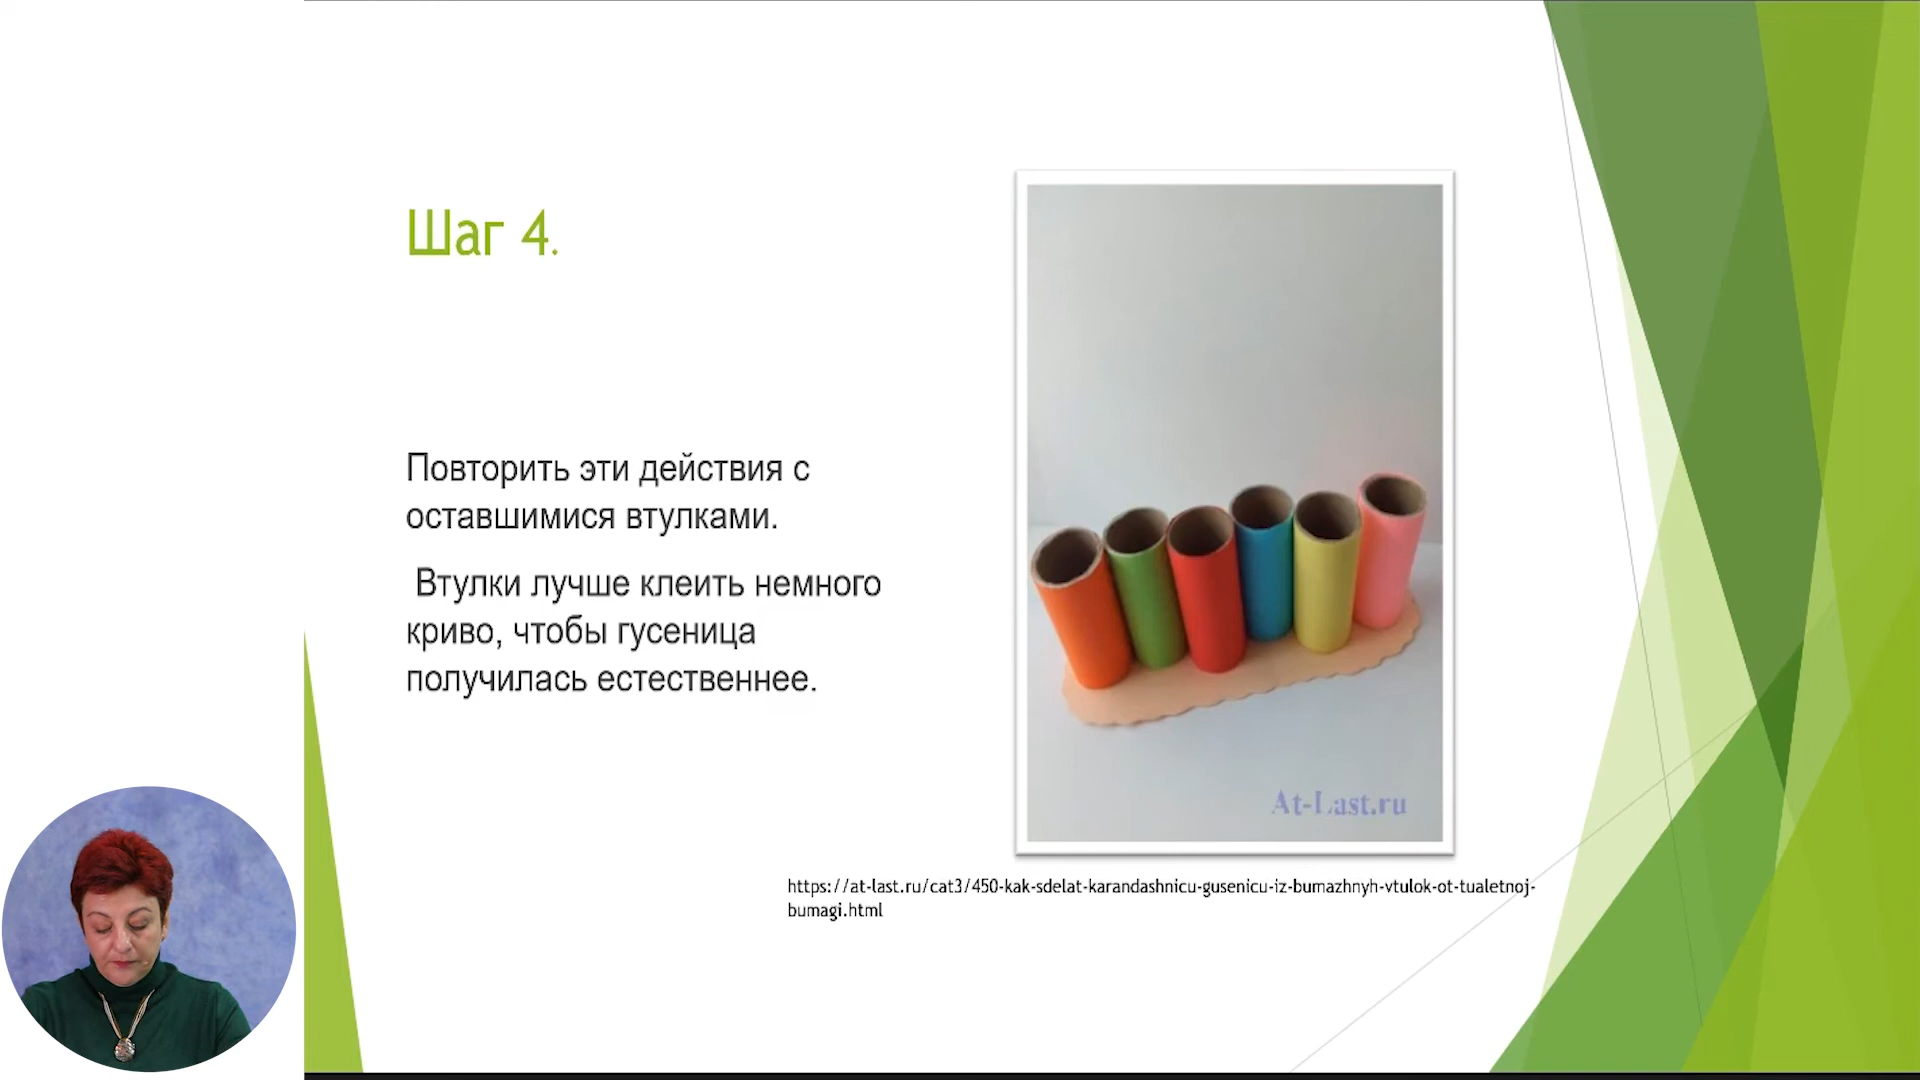 Шаг 4.
Повторить эти действия с
оставшимися втулками.
Втулки лучше клеить немного
криво, чтобы гусеница
получилась естественнее.
At-Last.ru
https://at-last.ru/cat3/450-kak-sdelat-karandashnicu-gusenicu-iz-bumazhnyh-vtulok-ot-tualetnoj-
bumagi.html